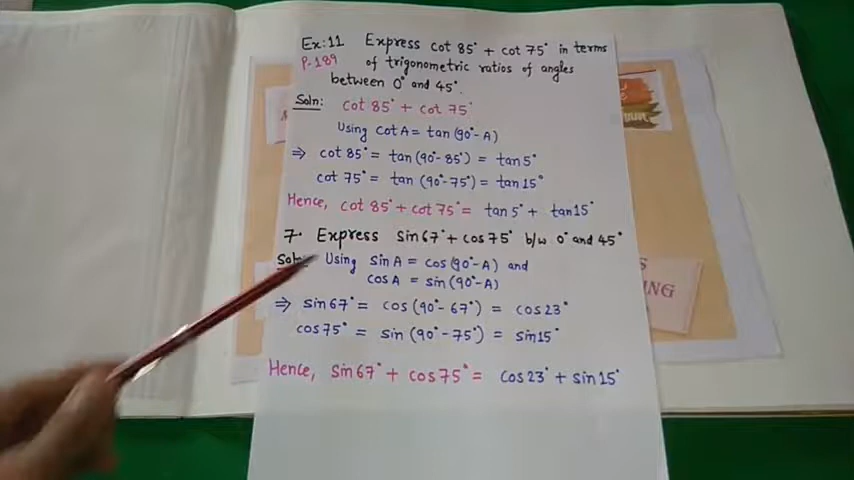 Ex:11 Express cot 85° + cot 75° in terms
P-189 of trigonometric ratios of angles
between 0° and 45°.
Soln: cot 85° + cot 75°
Using cot A = tan (90° - A)
⇒ cot 85° = tan (90° - 85°) = tan 5°
cot 75° = tan (90° - 75°) = tan 15°
Hence, cot 85° + cot 75° = tan 5° + tan 15°
7. Express sin 67° + cos 75° b/w 0° and 45°
Soln: Using sin A = cos (90° - A) and
cos A = sin (90° - A)
⇒ sin 67° = cos (90° - 67°) = cos 23°
cos 75° = sin (90° - 75°) = sin 15°
Hence, sin 67° + cos 75° = cos 23° + sin 15°